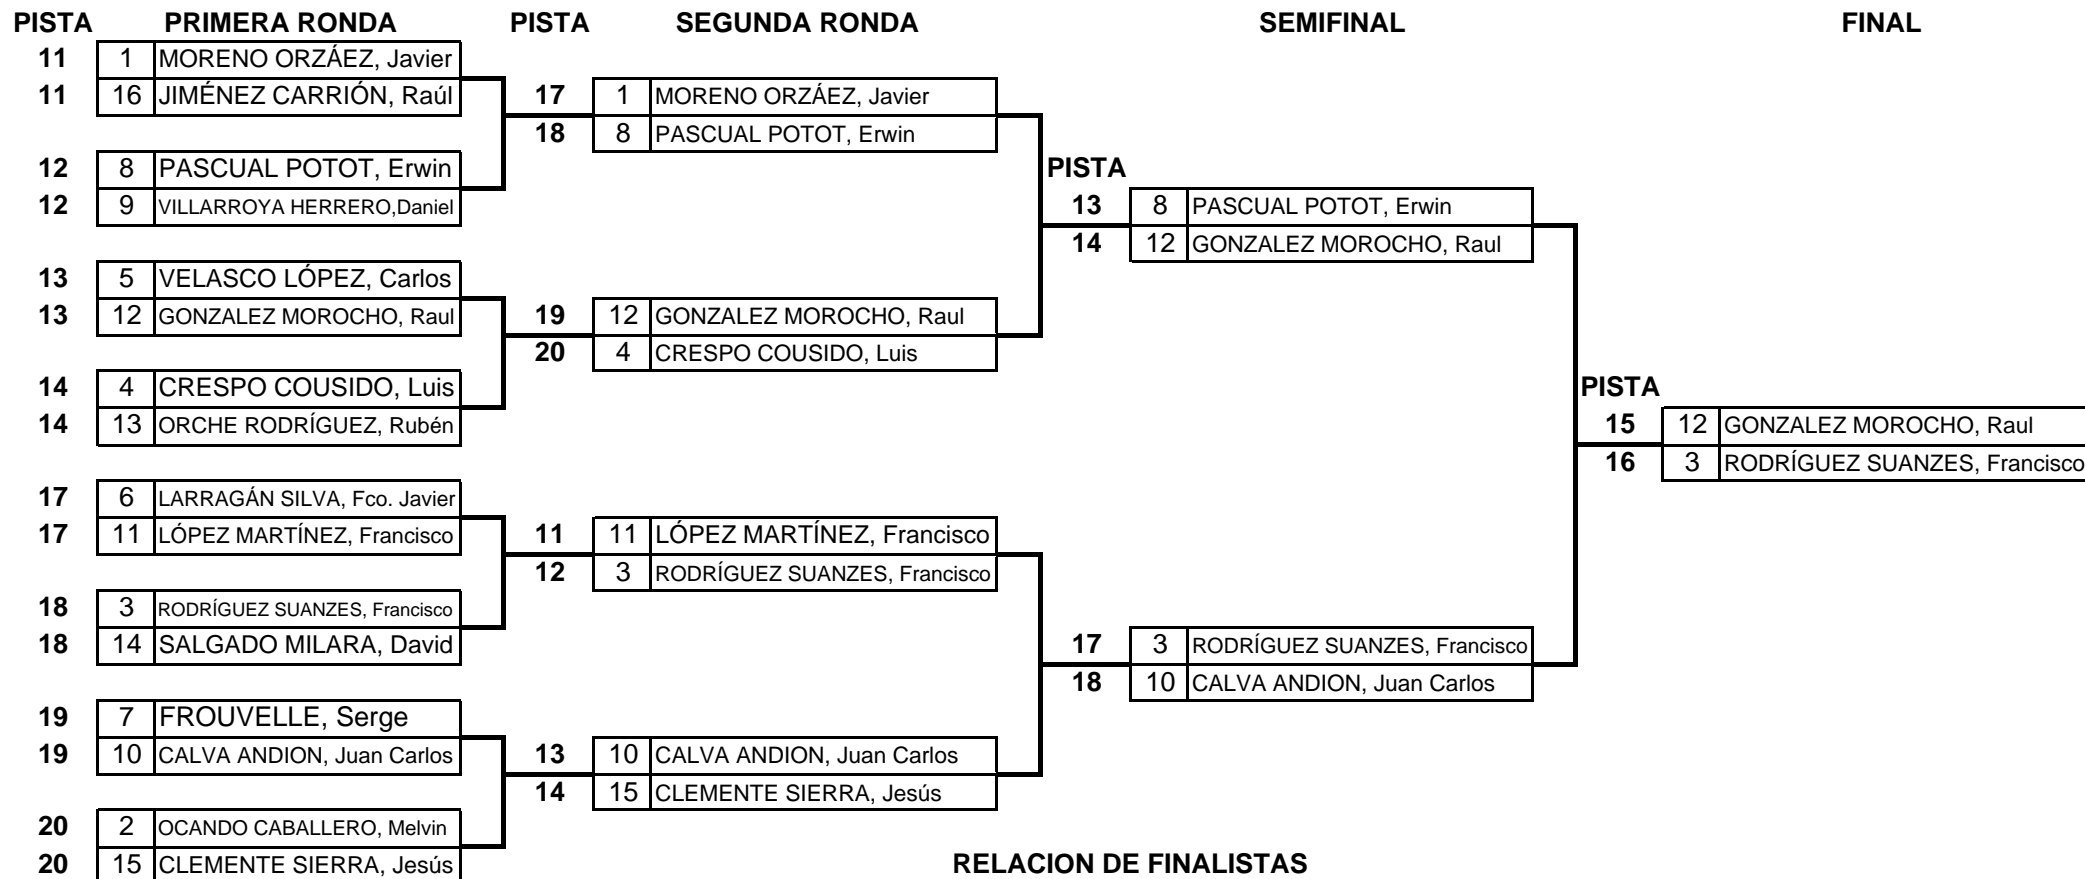 PISTA PRIMERA RONDA PISTA SEGUNDA RONDA SEMIFINAL FINAL
11 1 MORENO ORZÁEZ, Javier
11 16 JIMÉNEZ CARRIÓN, Raúl 17 1 MORENO ORZÁEZ, Javier
18 8 PASCUAL POTOT, Erwin
12 8 PASCUAL POTOT, Erwin PISTA
12 9 VILLARROYA HERRERO,Daniel 13 8 PASCUAL POTOT, Erwin
14 12 GONZALEZ MOROCHO, Raul
13 5 VELASCO LÓPEZ, Carlos
13 12 GONZALEZ MOROCHO, Raul 19 12 GONZALEZ MOROCHO, Raul
20 4 CRESPO COUSIDO, Luis
14 4 CRESPO COUSIDO, Luis PISTA
14 13 ORCHE RODRÍGUEZ, Rubén 15 12 GONZALEZ MOROCHO, Raul
16 3 RODRÍGUEZ SUANZES, Francisco
17 6 LARRAGÁN SILVA, Fco. Javier
17 11 LÓPEZ MARTÍNEZ, Francisco 11 11 LÓPEZ MARTÍNEZ, Francisco
12 3 RODRÍGUEZ SUANZES, Francisco
18 3 RODRÍGUEZ SUANZES, Francisco
18 14 SALGADO MILARA, David 17 3 RODRÍGUEZ SUANZES, Francisco
18 10 CALVA ANDION, Juan Carlos
19 7 FROUVELLE, Serge
19 10 CALVA ANDION, Juan Carlos 13 10 CALVA ANDION, Juan Carlos
14 15 CLEMENTE SIERRA, Jesús
20 2 OCANDO CABALLERO, Melvin
20 15 CLEMENTE SIERRA, Jesús RELACION DE FINALISTAS